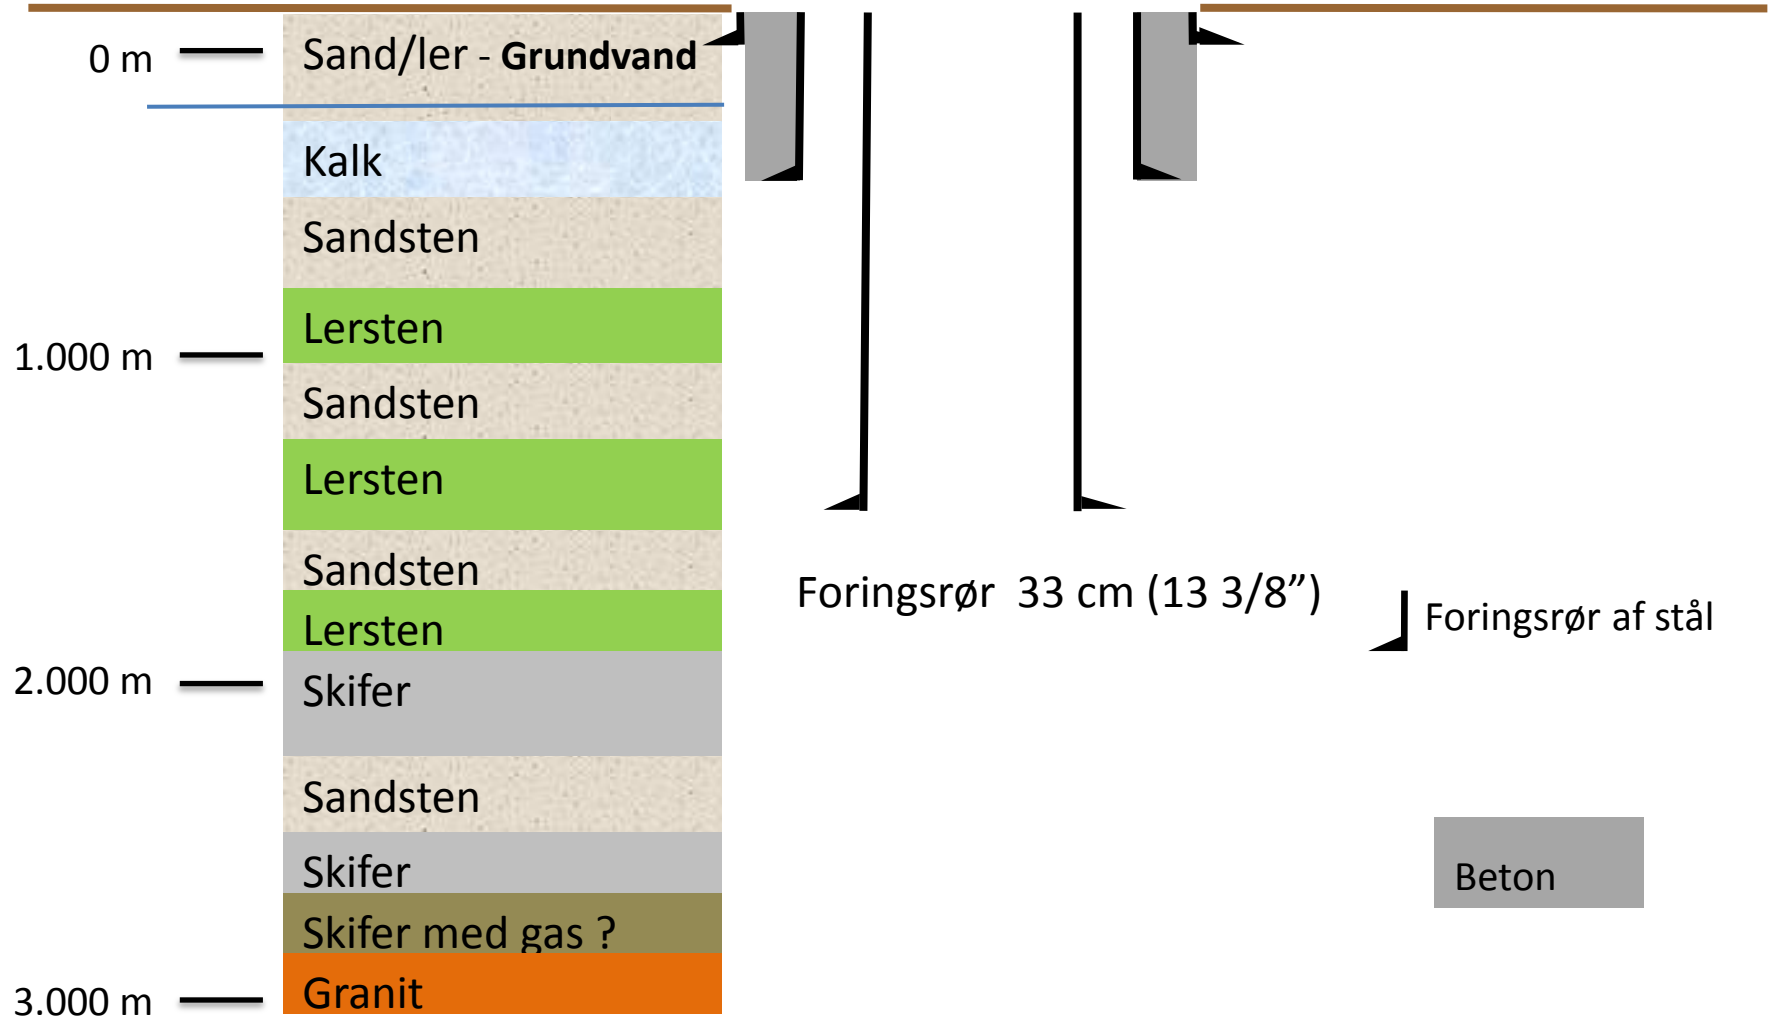 0 m
Sand/ler - Grundvand
Kalk
Sandsten
Lersten
1.000 m
Sandsten
Lersten
Sandsten
Foringsrør 33 cm (13 3/8”)
Foringsrør af stål
Lersten
2.000 m
Skifer
Sandsten
Skifer
Beton
Skifer med gas ?
Granit
3.000 m